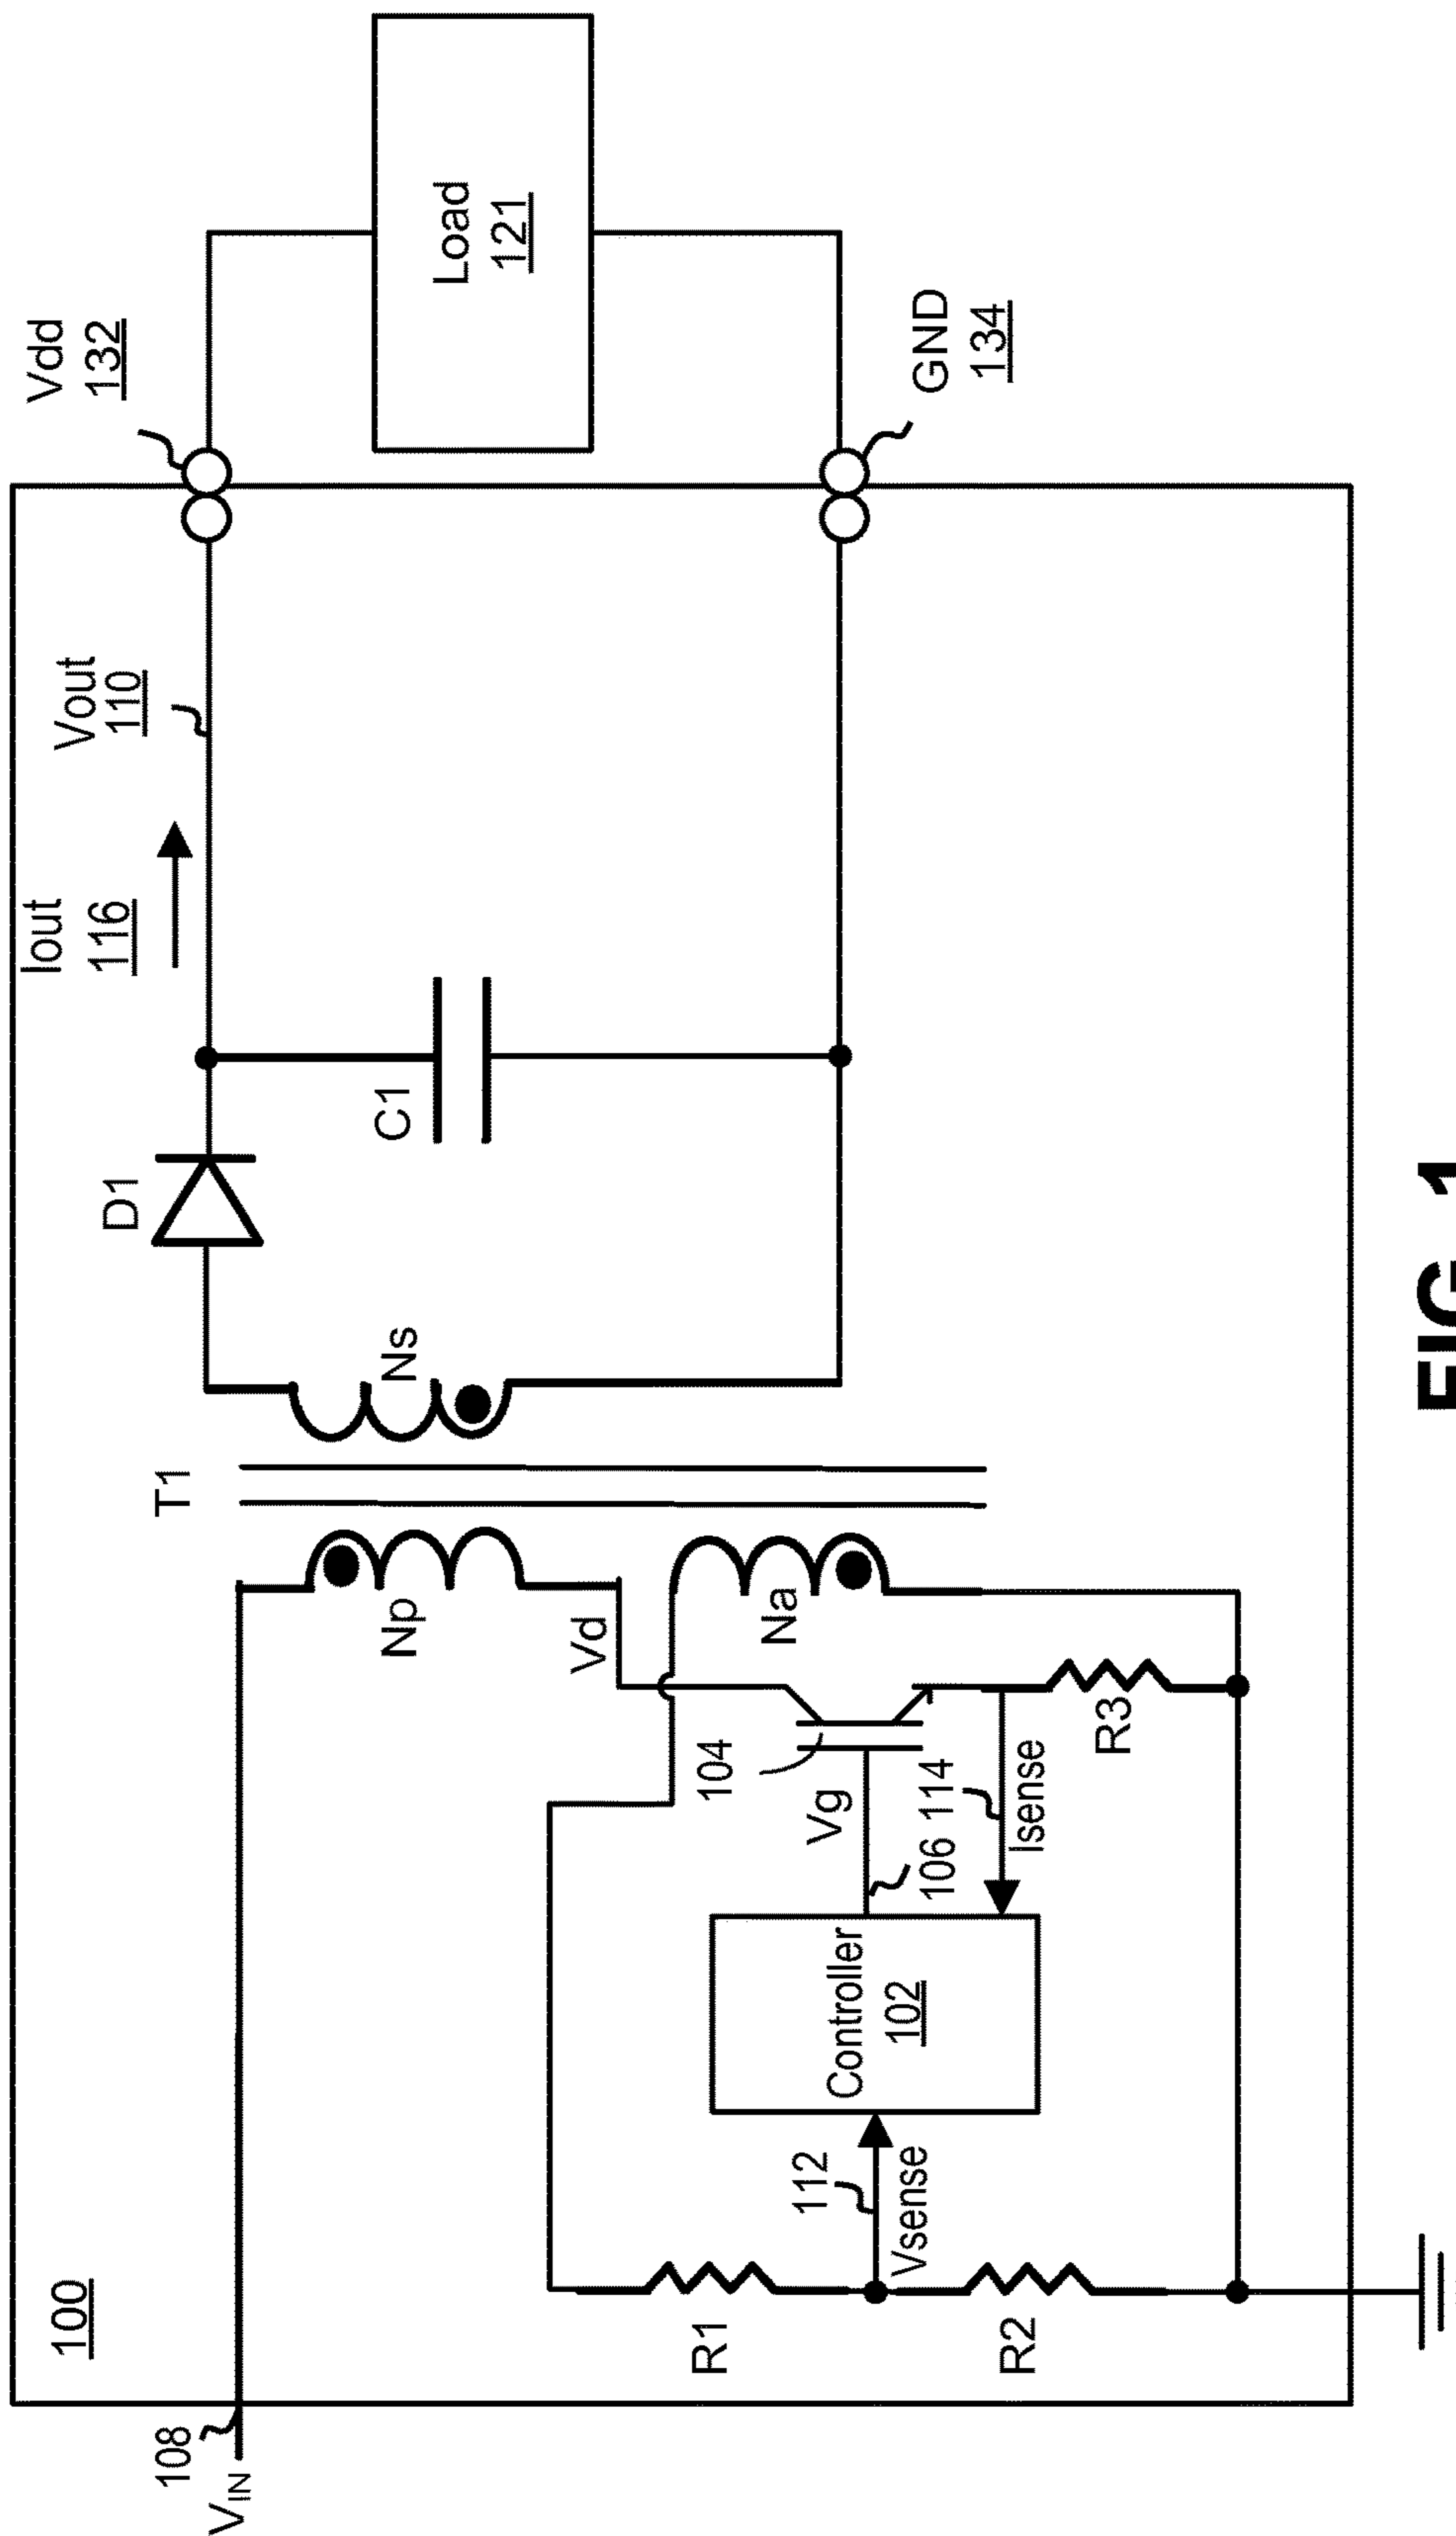 100
108
VIN
Iout
116
Vout
110
Vdd
132
T1
D1
Np
Ns
C1
Load
121
Vd
Na
104
Vg
106
114
Isense
R3
GND
134
Controller
102
112
Vsense
R1
R2
FIG. 1